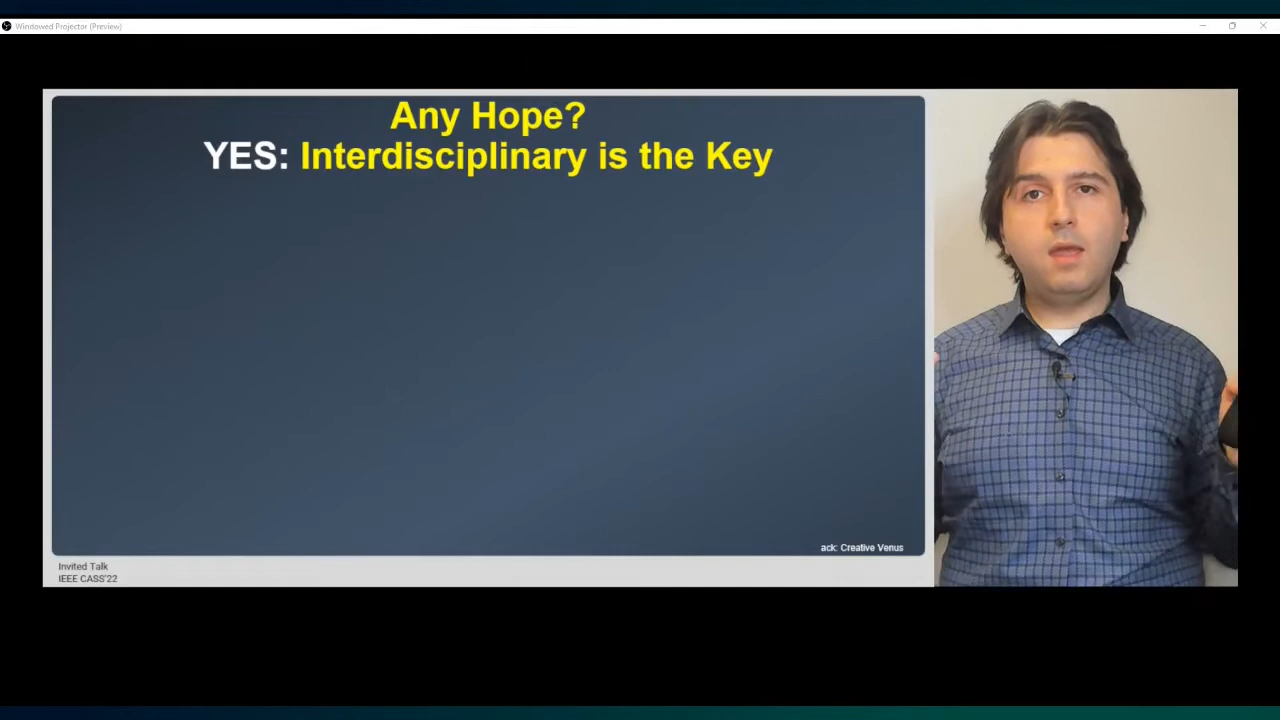 Windowed Projector (Preview)
Any Hope?
YES: Interdisciplinary is the Key
ack: Creative Venus
Invited Talk
IEEE CASS'22